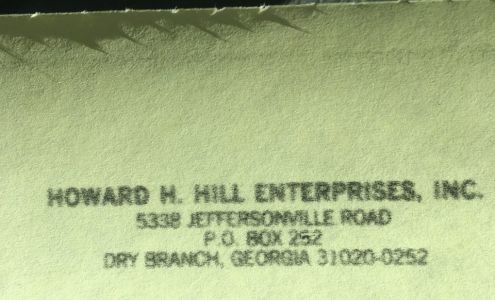 HOWARD H. HILL ENTERPRISES, INC.
5338 JEFFERSONVILLE ROAD
P.O. BOX 252
DRY BRANCH, GEORGIA 31020-0252